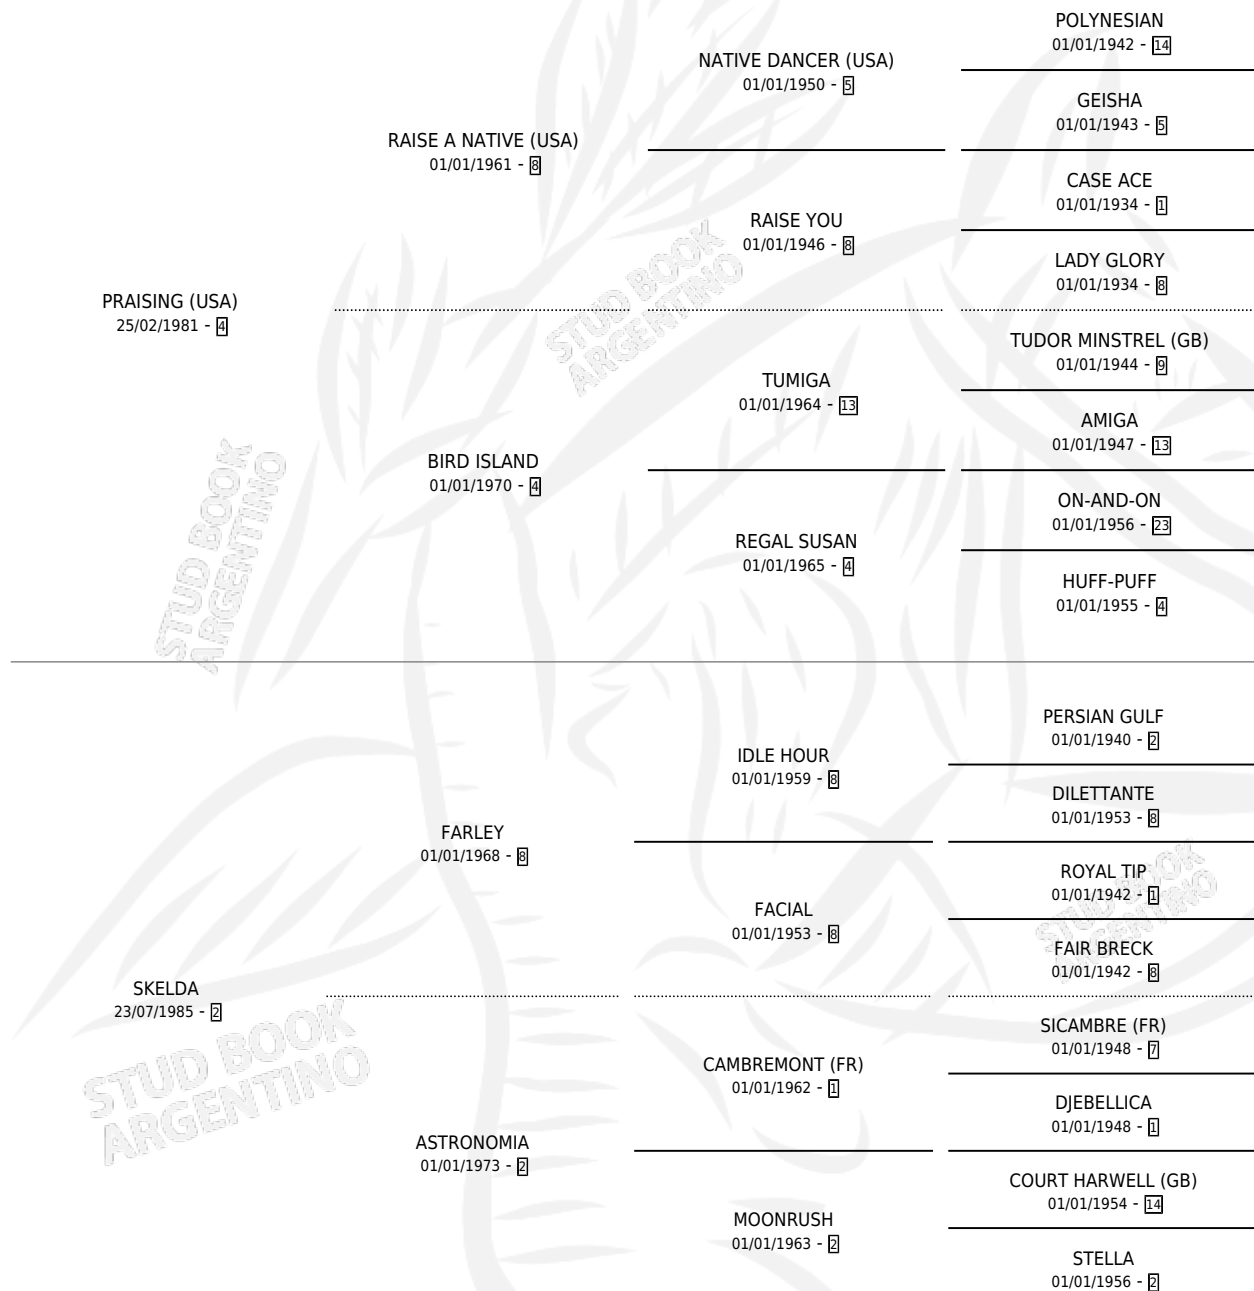 POLYNESIAN
01/01/1942 - 14
NATIVE DANCER (USA)
01/01/1950 - 5
GEISHA
01/01/1943 - 5
RAISE A NATIVE (USA)
01/01/1961 - 8
CASE ACE
01/01/1934 - 1
RAISE YOU
01/01/1946 - 8
LADY GLORY
01/01/1934 - 8
PRAISING (USA)
25/02/1981 - 4
TUDOR MINSTREL (GB)
01/01/1944 - 9
TUMIGA
01/01/1964 - 13
AMIGA
01/01/1947 - 13
BIRD ISLAND
01/01/1970 - 4
ON-AND-ON
01/01/1956 - 23
REGAL SUSAN
01/01/1965 - 4
HUFF-PUFF
01/01/1955 - 4
PERSIAN GULF
01/01/1940 - 2
IDLE HOUR
01/01/1959 - 8
DILETTANTE
01/01/1953 - 8
FARLEY
01/01/1968 - 8
ROYAL TIP
01/01/1942 - 1
FACIAL
01/01/1953 - 8
FAIR BRECK
01/01/1942 - 8
SKELDA
23/07/1985 - 2
SICAMBRE (FR)
01/01/1948 - 7
CAMBREMONT (FR)
01/01/1962 - 1
DJEBELLICA
01/01/1948 - 1
ASTRONOMIA
01/01/1973 - 2
COURT HARWELL (GB)
01/01/1954 - 14
MOONRUSH
01/01/1963 - 2
STELLA
01/01/1956 - 2
STUD BOOK
ARGENTINO
STUD BOOK
ARGENTINO
STUD BOOK
ARGENTINO
STUD BOOK
ARGENTINO